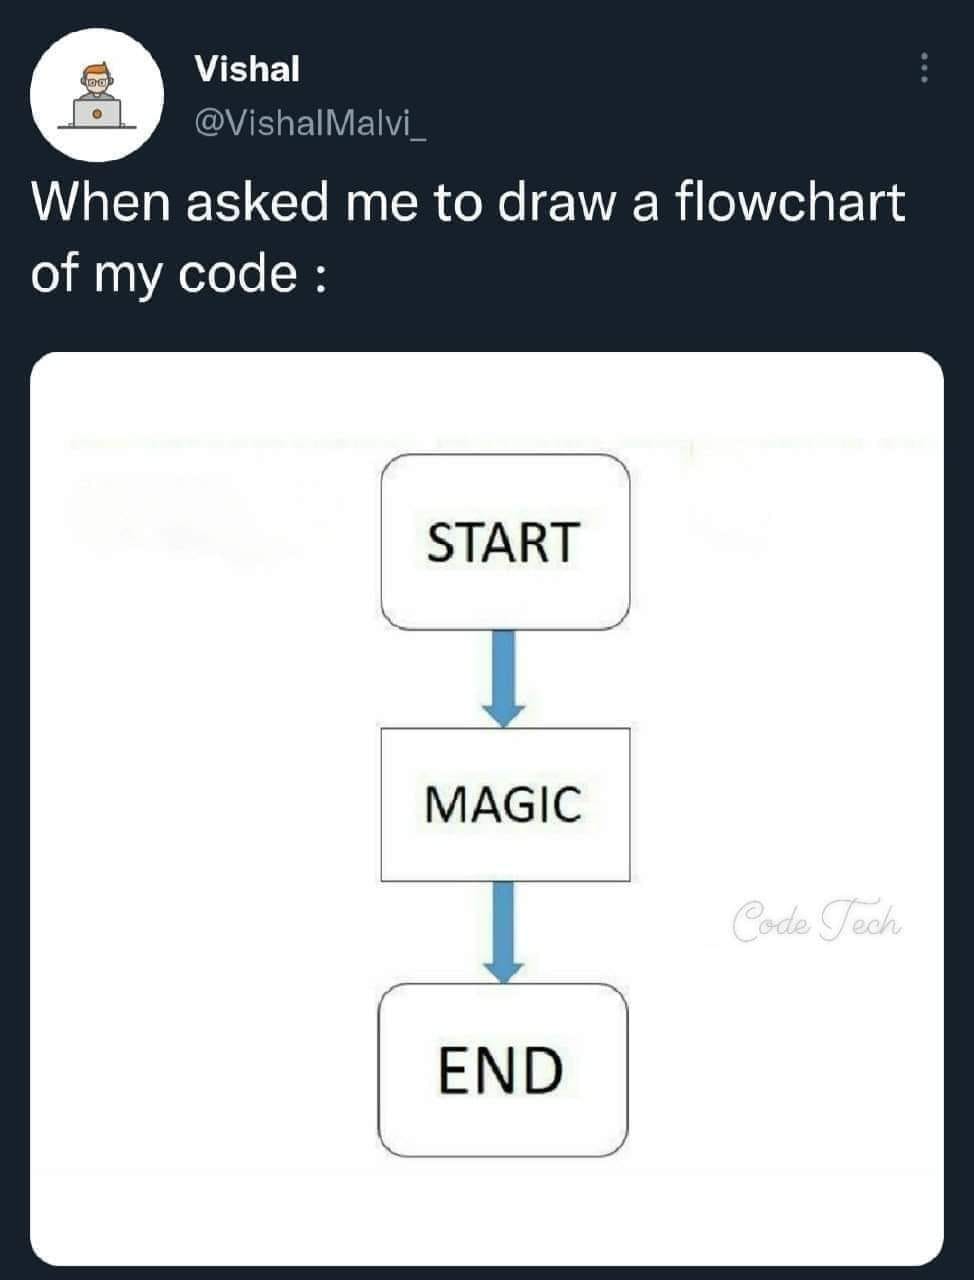 Vishal
@VishalMalvi_
When asked me to draw a flowchart
of my code :
START
MAGIC
Code Tech
END